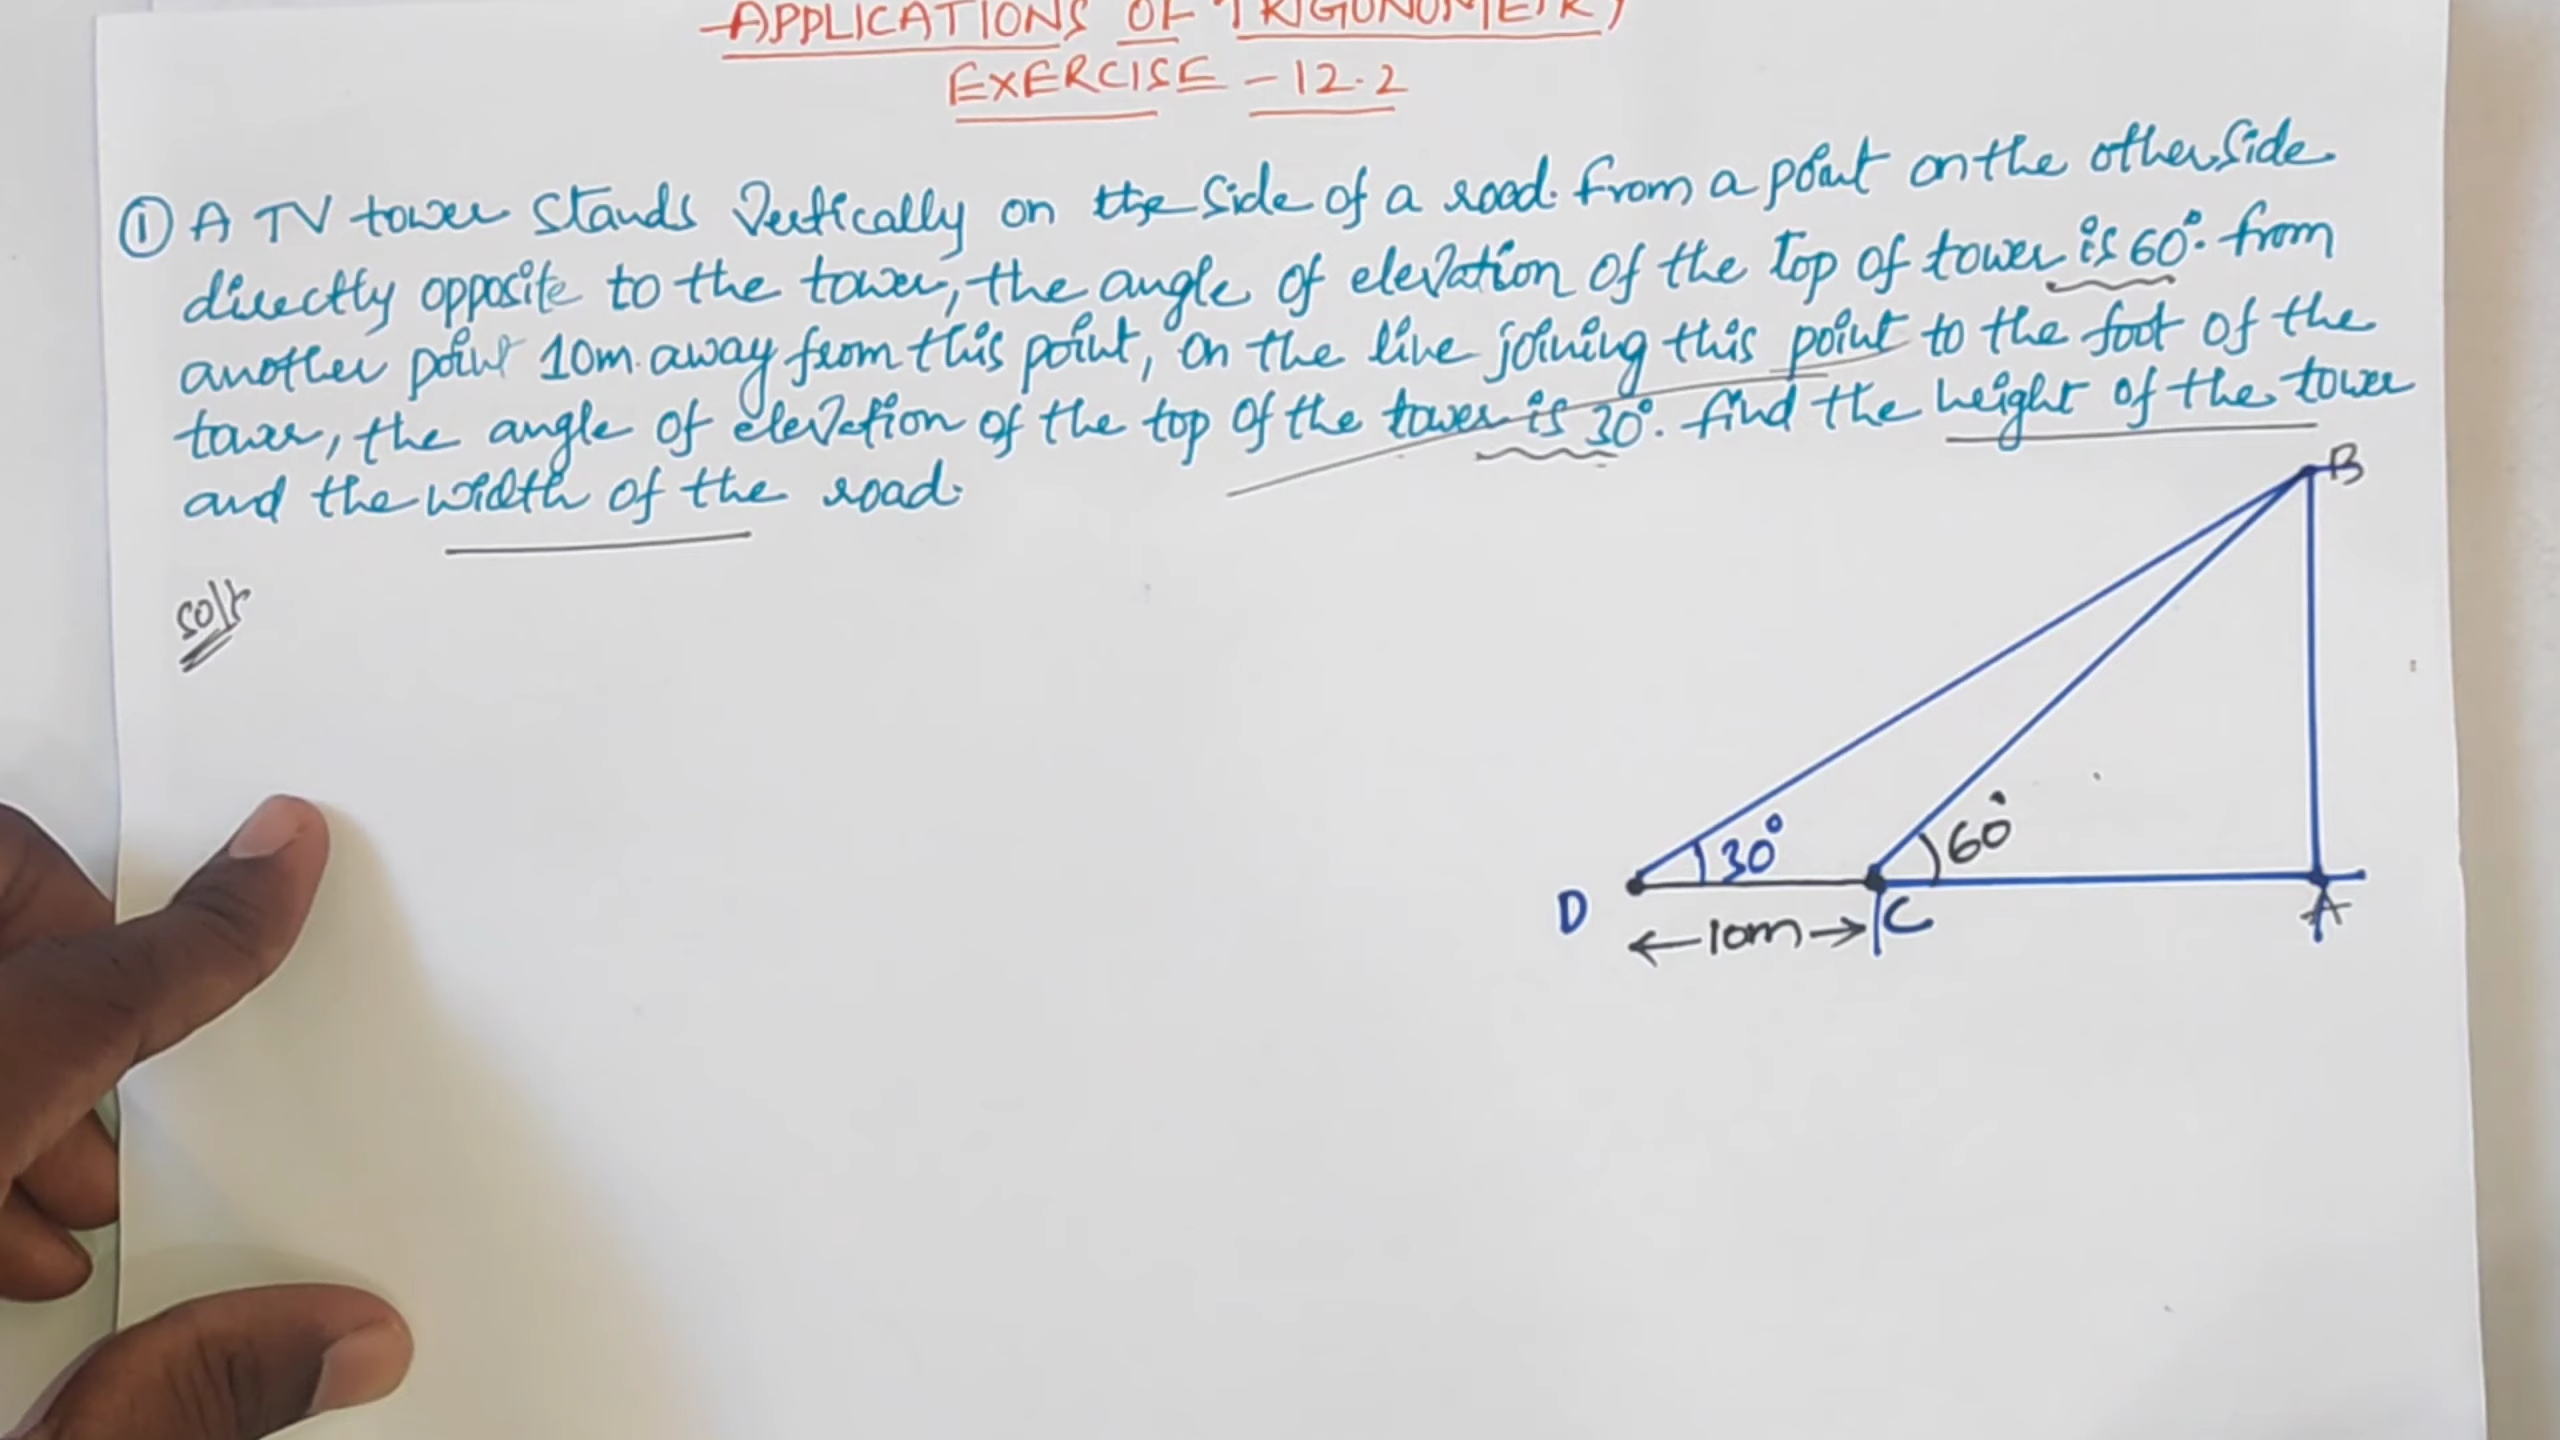 APPLICATIONS OF TRIGONOMETRY
EXERCISE - 12.2
① A TV tower stands Vertically on the Side of a road. From a point on the other side
directly opposite to the tower, the angle of elevation of the top of tower is 60°. from
another point 10m away from this point, on the line joining this point to the foot of the
tower, the angle of elevation of the top of the tower is 30°. find the height of the tower
and the width of the road.
B
30°
60°
D
C
A
10m